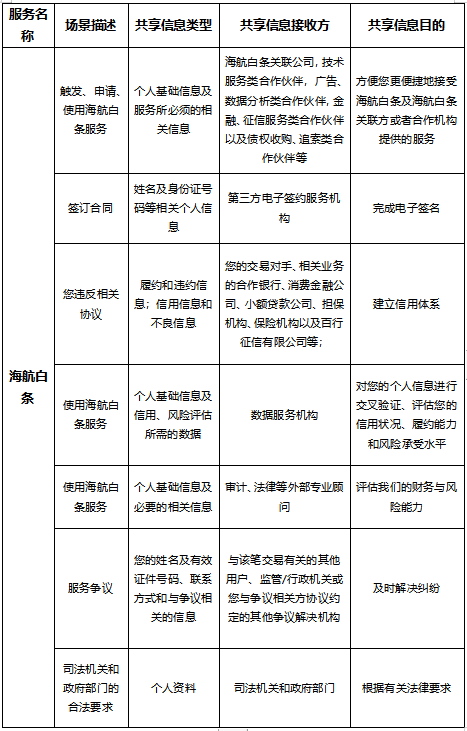 服务名称
场景描述
共享信息类型
共享信息接收方
共享信息目的
海航白条
触发、申请、
使用海航白
条服务
个人基础信息及
服务所必须的相
关信息
海航白条关联公司，技术
服务类合作伙伴，广告、
数据分析类合作伙伴，金
融、征信服务类合作伙伴
以及债权收购、追索类合
作伙伴等
方便您更便捷地接受
海航白条及海航白条
关联方或者合作机构
提供的服务
签订合同
姓名及身份证号
码等相关个人信
息
第三方电子签约服务机
构
完成电子签名
您违反相关
协议
履约和违约信
息；信用信息和
不良信息
您的交易对手、相关业务
的合作银行、消费金融公
司、小额贷款公司、担保
机构、保险机构以及百行
征信有限公司等；
建立信用体系
使用海航白
条服务
个人基础信息及
信用、风险评估
所需的数据
数据服务机构
对您的个人信息进行
交叉验证、评估您的
信用状况、履约能力
和风险承受水平
使用海航白
条服务
个人基础信息及
必要的相关信息
审计、法律等外部专业顾
问
评估我们的财务与风
险能力
服务争议
您的姓名及有效
证件号码、联系
方式和与争议相
关的信息
与该笔交易有关的其他
用户、监管/行政机关或
您与争议相关方协议约
定的其他争议解决机构
及时解决纠纷
司法机关和
政府部门的
合法要求
个人资料
司法机关和政府部门
根据有关法律要求